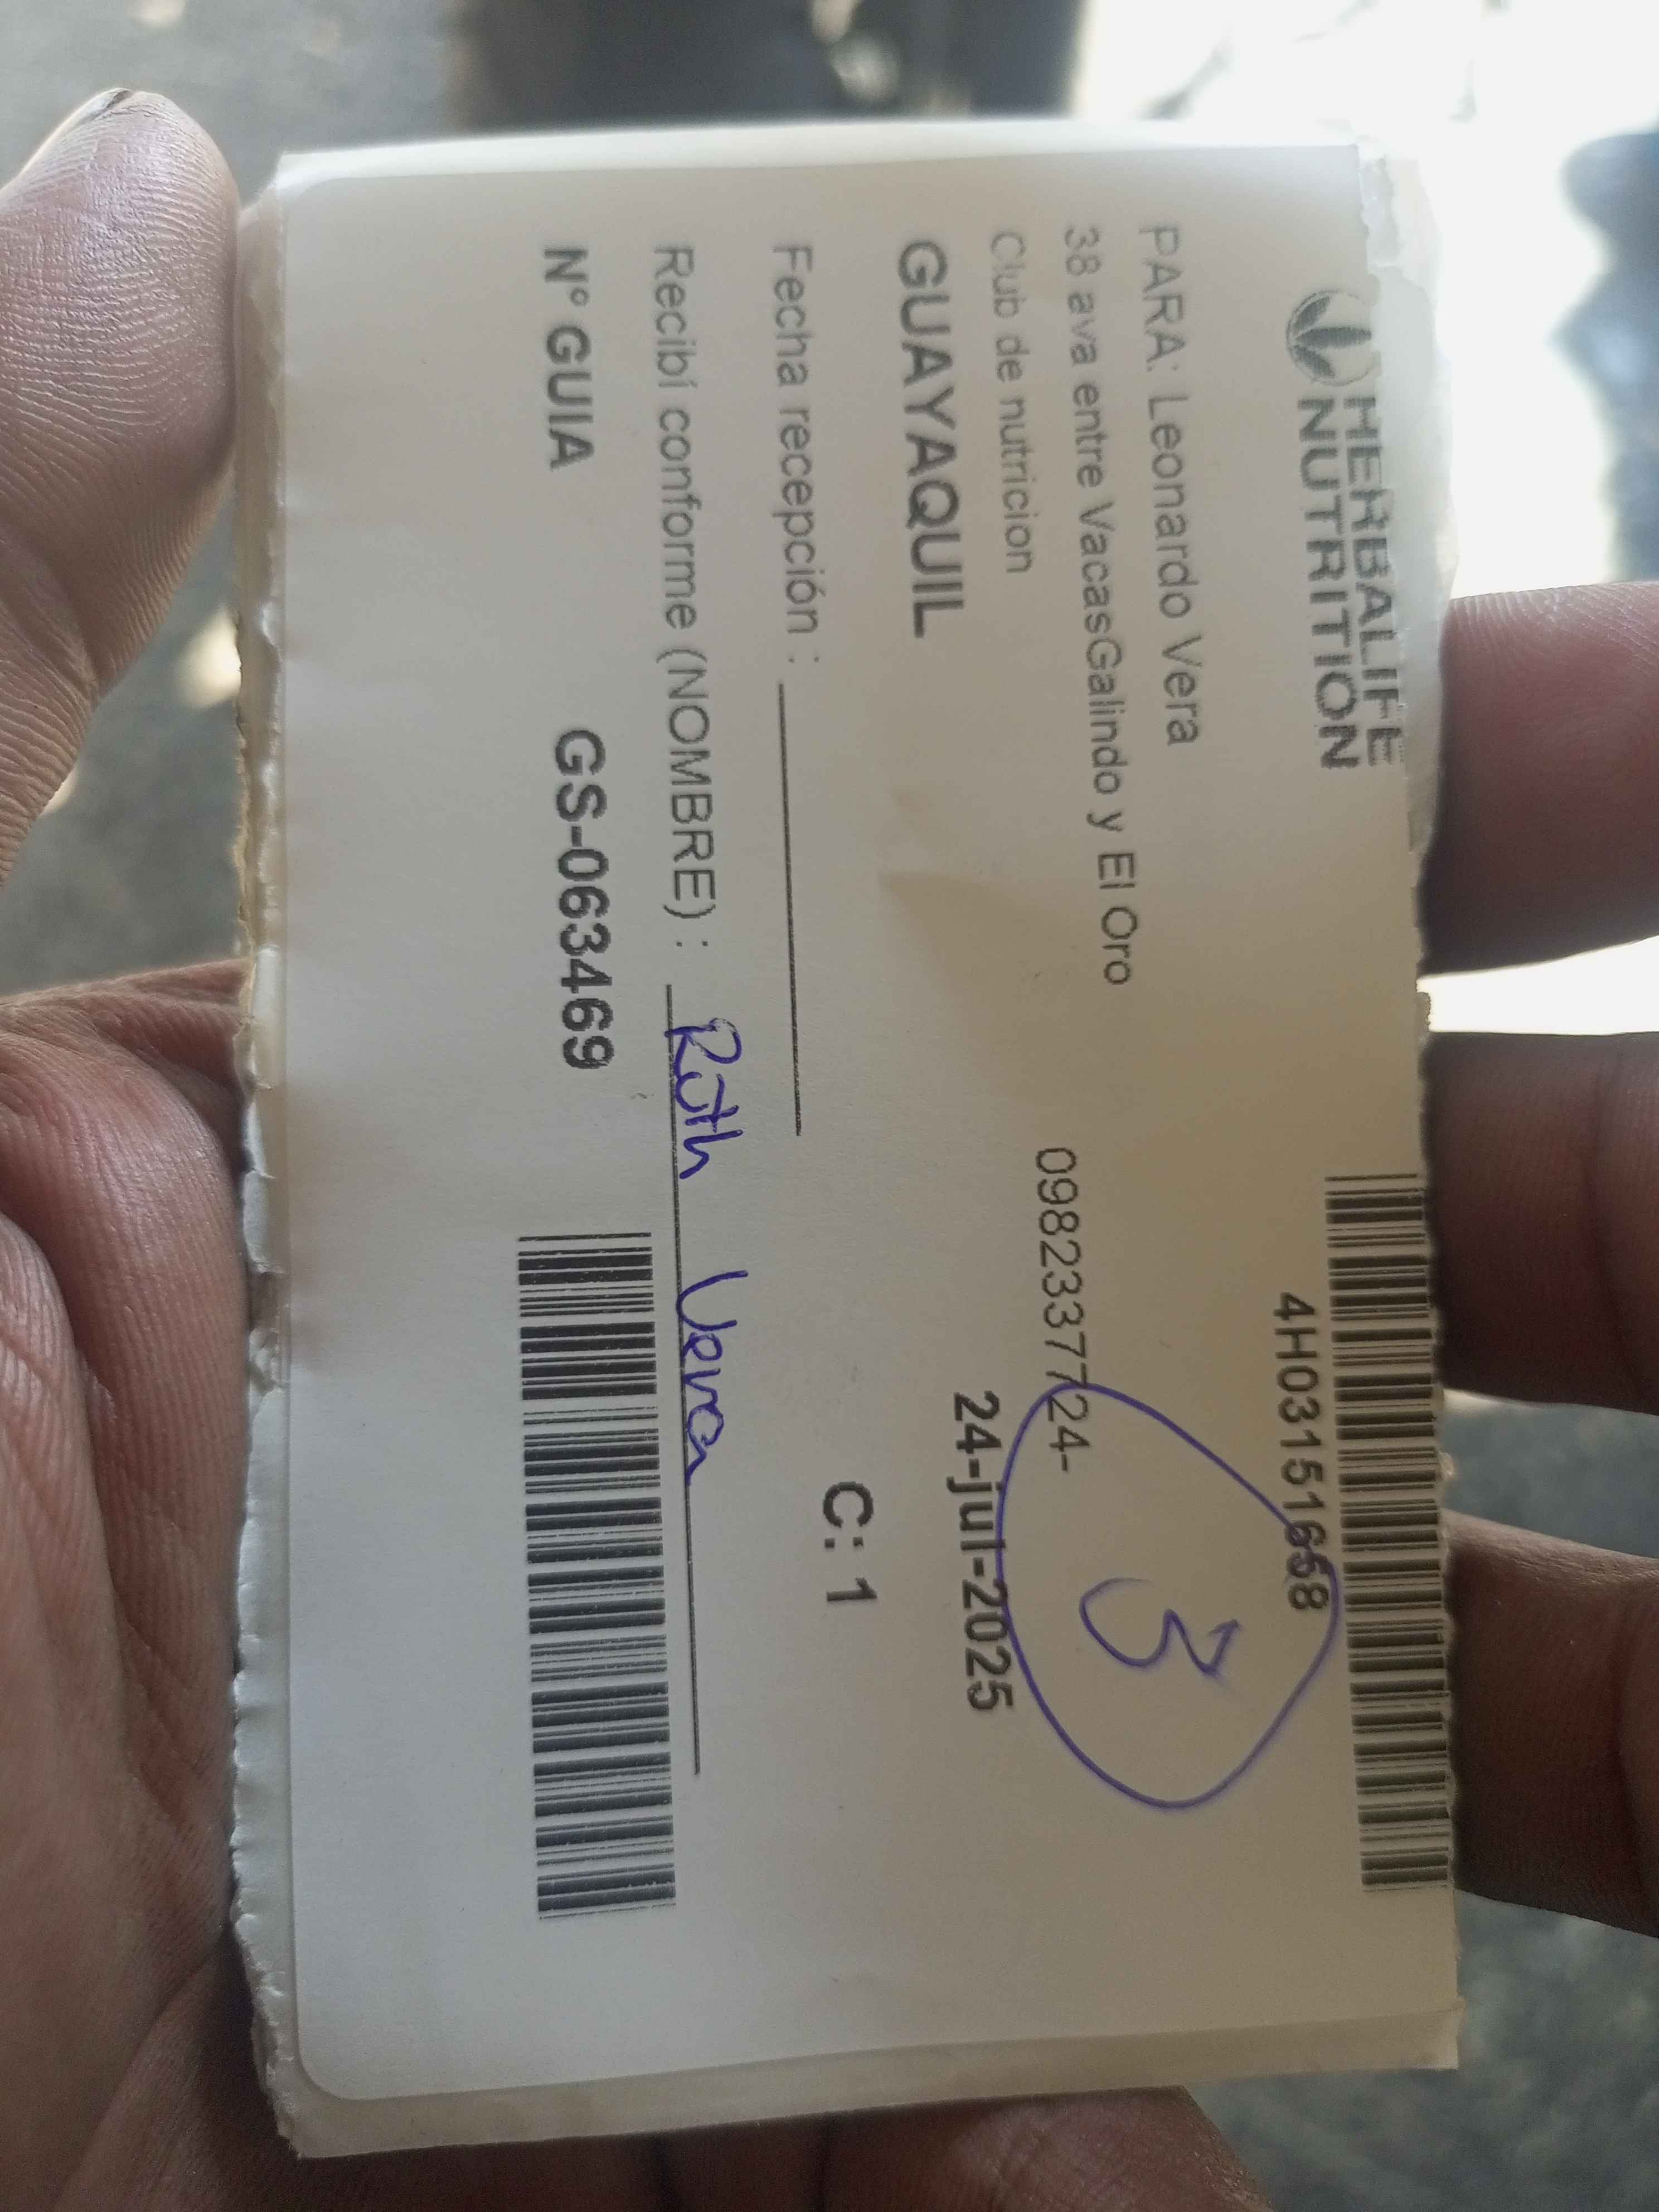 HERBALIFE
NUTRITION
4H03151668
PARA: Leonardo Vera
38 ava entre VacasGalindo y El Oro
0982337724-
3
Club de nutricion
GUAYAQUIL
24-jul-2025
C: 1
Fecha recepción :
Recibí conforme (NOMBRE) : Ruth Vera
N° GUIA GS-063469